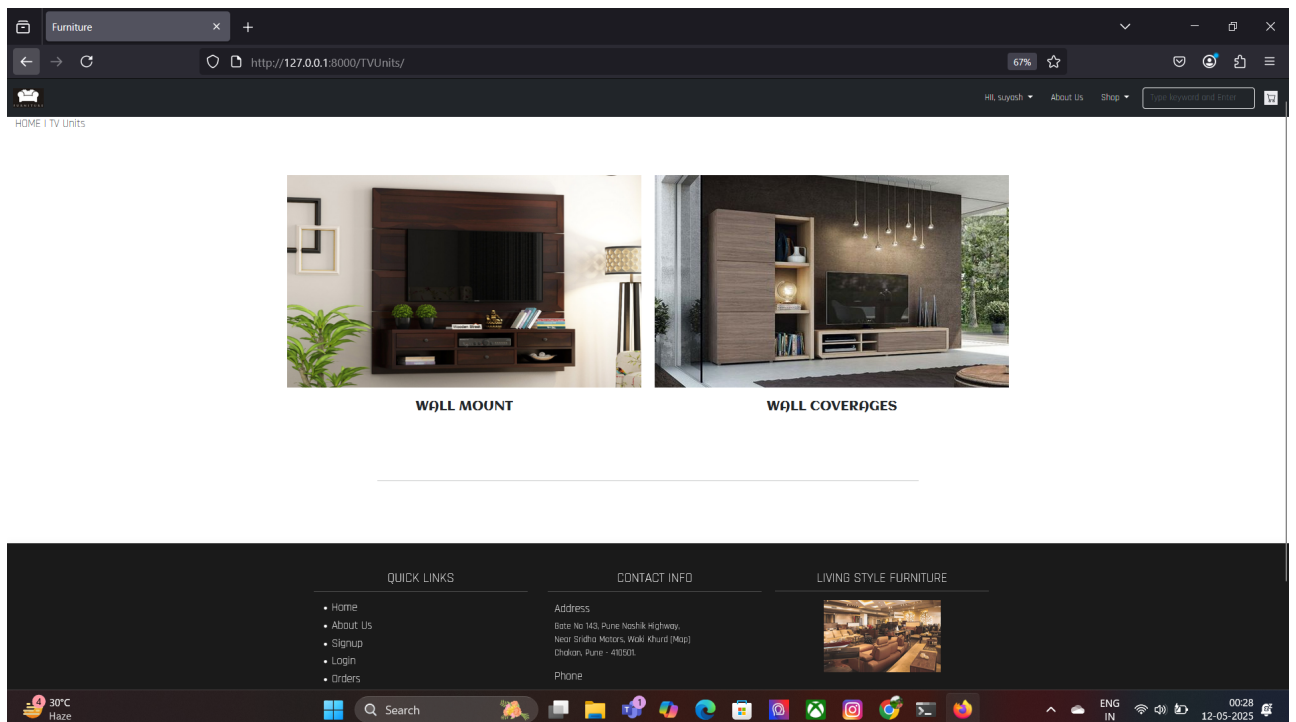 Furniture
http://127.0.0.1:8000/TVUnits/
67%
FURNITURE
HII, suyash
About Us
Shop
Type keyword and Enter
HOME | TV Units
WALL MOUNT
WALL COVERAGES
QUICK LINKS
CONTACT INFO
LIVING STYLE FURNITURE
• Home
• About Us
• Signup
• Login
• Orders
Address
Gate No 143, Pune Nashik Highway,
Near Sridha Motors, Waki Khurd (Map)
Chakan, Pune - 410501.
Phone
4
30°C
Haze
Search
ENG
IN
00:28
12-05-2025